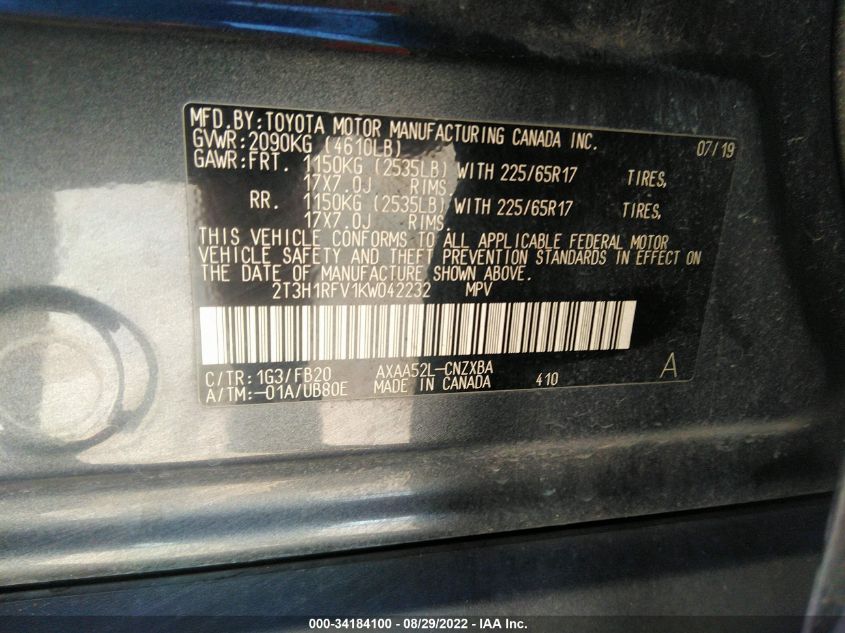 MFD.BY:TOYOTA MOTOR MANUFACTURING CANADA INC. 07/19
GVWR:2090KG (4610LB)
GAWR:FRT. 1150KG (2535LB) WITH 225/65R17 TIRES,
17X7.0J RIMS.
RR. 1150KG (2535LB) WITH 225/65R17 TIRES,
17X7.0J RIMS.
THIS VEHICLE CONFORMS TO ALL APPLICABLE FEDERAL MOTOR
VEHICLE SAFETY AND THEFT PREVENTION STANDARDS IN EFFECT ON
THE DATE OF MANUFACTURE SHOWN ABOVE.
2T3H1RFV1KW042232 MPV
C/TR:1G3/FB20 AXAA52L-CNZXBA A
A/TM:-01A/UB80E MADE IN CANADA 410
000-34184100 - 08/29/2022 - IAA Inc.